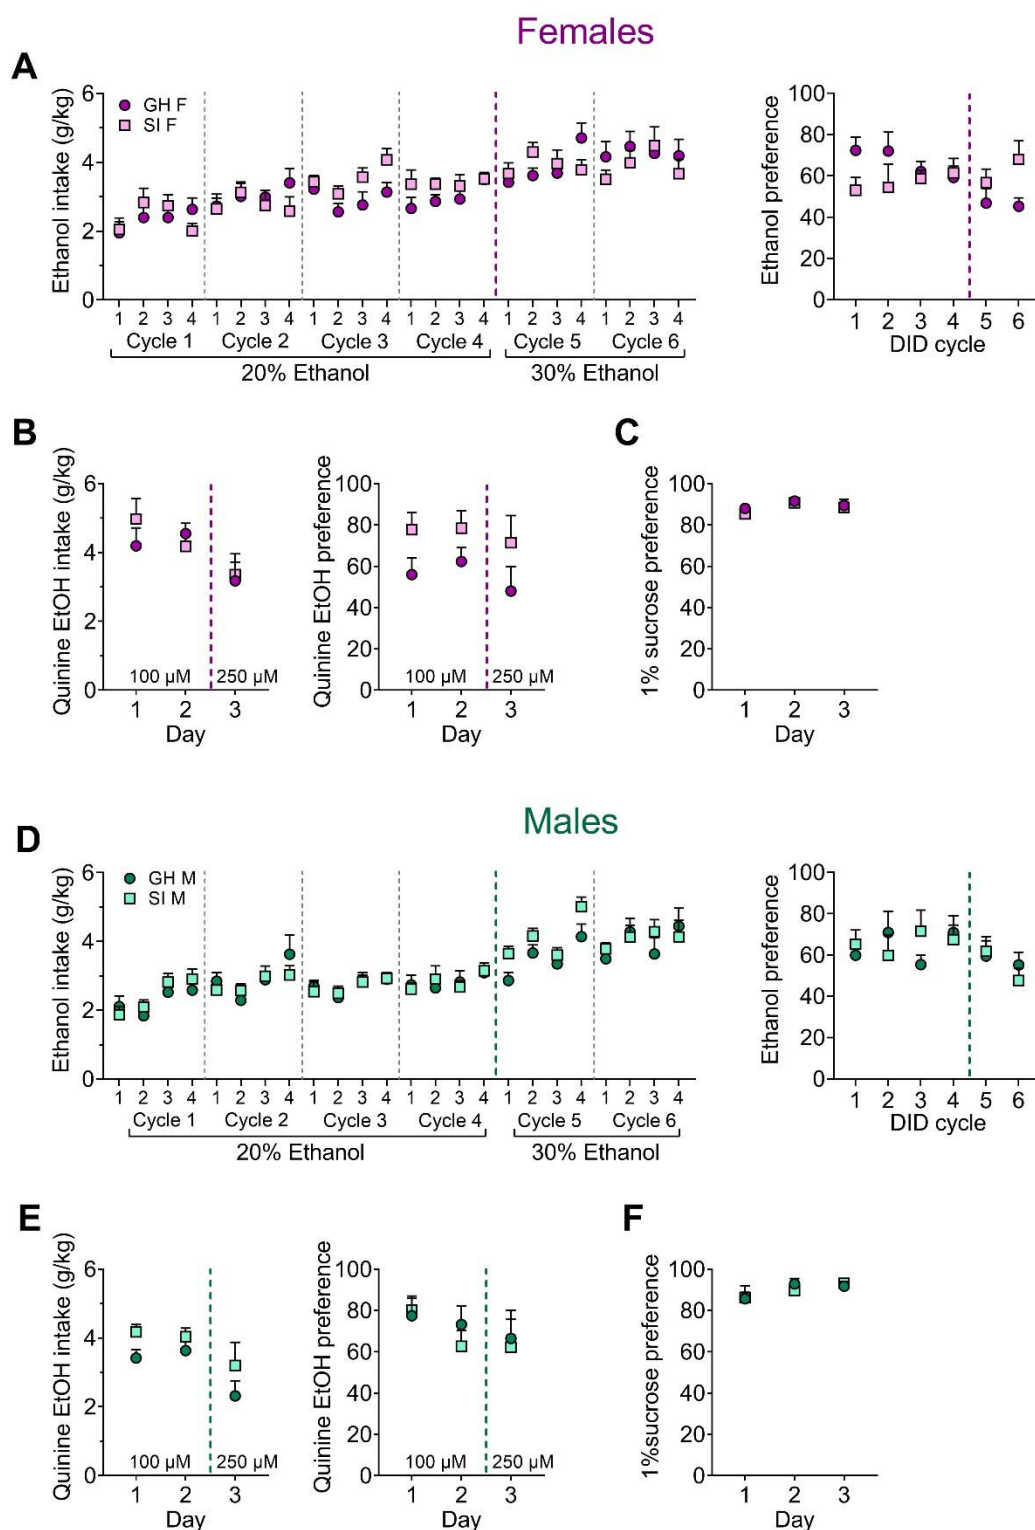 Females
A
Ethanol intake (g/kg)
6
4
2
0
GH F
SI F
1 2 3 4 1 2 3 4 1 2 3 4 1 2 3 4 1 2 3 4 1 2 3 4
Cycle 1 Cycle 2 Cycle 3 Cycle 4 Cycle 5 Cycle 6
20% Ethanol 30% Ethanol
Ethanol preference
100
80
60
40
20
0
1 2 3 4 5 6
DID cycle
B
Quinine EtOH intake (g/kg)
6
4
2
0
100 µM 250 µM
1 2 3
Day
Quinine EtOH preference
100
80
60
40
20
0
100 µM 250 µM
1 2 3
Day
C
1% sucrose preference
100
80
60
40
20
0
1 2 3
Day
Males
D
Ethanol intake (g/kg)
6
4
2
0
GH M
SI M
1 2 3 4 1 2 3 4 1 2 3 4 1 2 3 4 1 2 3 4 1 2 3 4
Cycle 1 Cycle 2 Cycle 3 Cycle 4 Cycle 5 Cycle 6
20% Ethanol 30% Ethanol
Ethanol preference
100
80
60
40
20
0
1 2 3 4 5 6
DID cycle
E
Quinine EtOH intake (g/kg)
6
4
2
0
100 µM 250 µM
1 2 3
Day
Quinine EtOH preference
100
80
60
40
20
0
100 µM 250 µM
1 2 3
Day
F
1%sucrose preference
100
80
60
40
20
0
1 2 3
Day